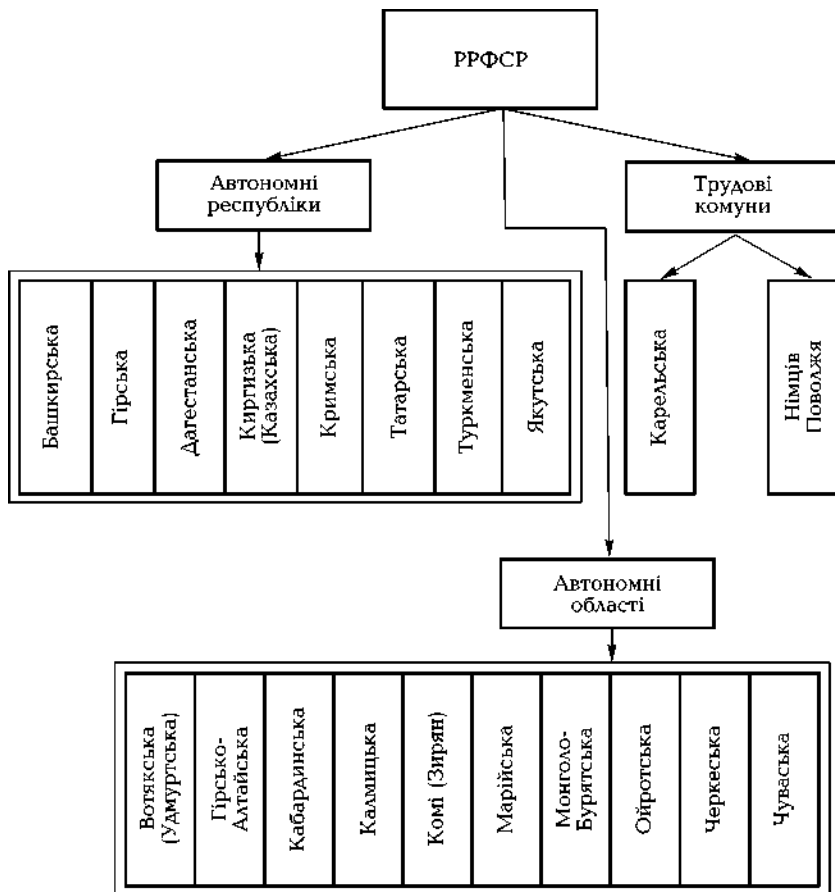 РРФСР
Автономні
республіки
Трудові
комуни
Башкирська
Гірська
Дагестанська
Киргизька
(Казахська)
Кримська
Татарська
Туркменська
Якутська
Карельська
Німців
Поволжя
Автономні
області
Вотякська
(Удмуртська)
Гірсько-
Алтайська
Кабардинська
Калмицька
Комі (Зирян)
Марійська
Монголо-
Бурятська
Ойротська
Черкеська
Чуваська